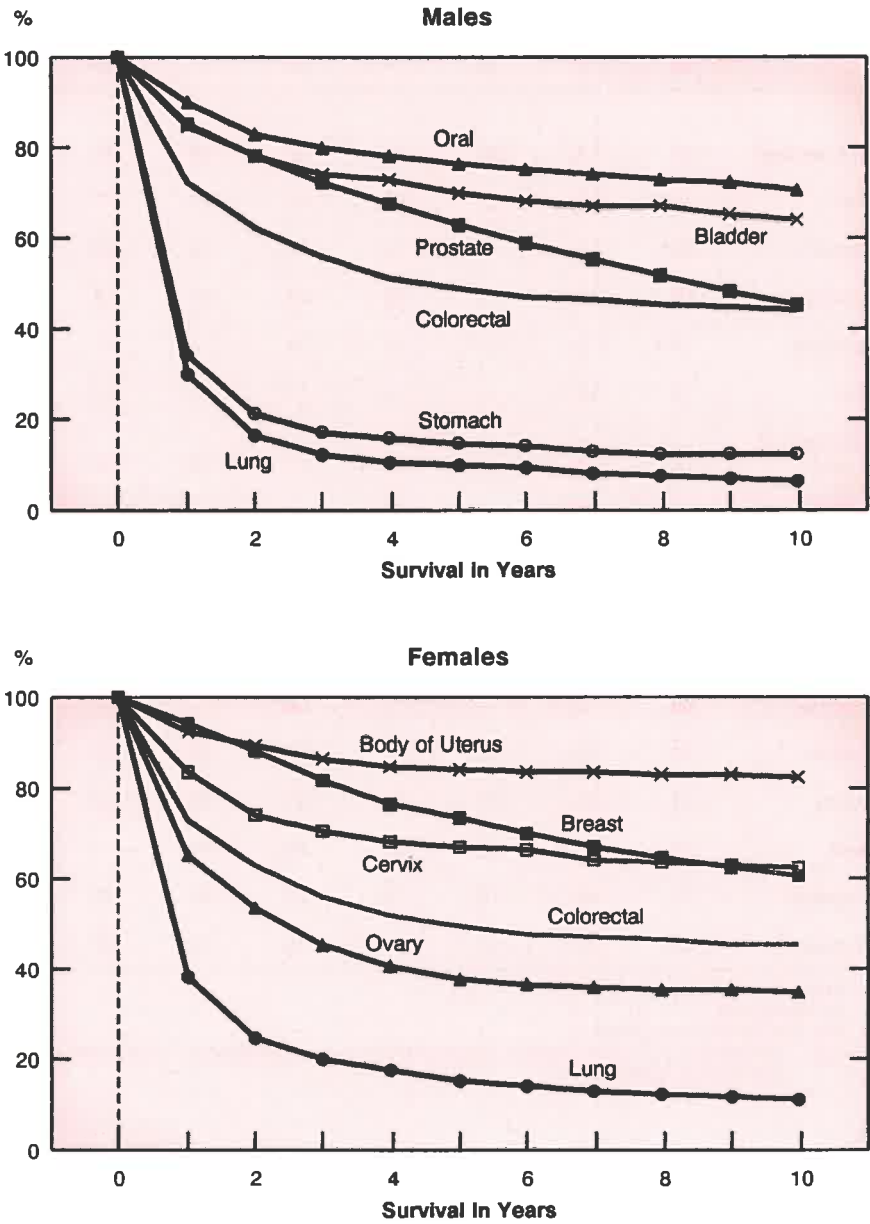 Males
%
100
80
60
40
20
0
Oral
Bladder
Prostate
Colorectal
Stomach
Lung
0 2 4 6 8 10
Survival In Years
Females
%
100
80
60
40
20
0
Body of Uterus
Breast
Cervix
Colorectal
Ovary
Lung
0 2 4 6 8 10
Survival In Years